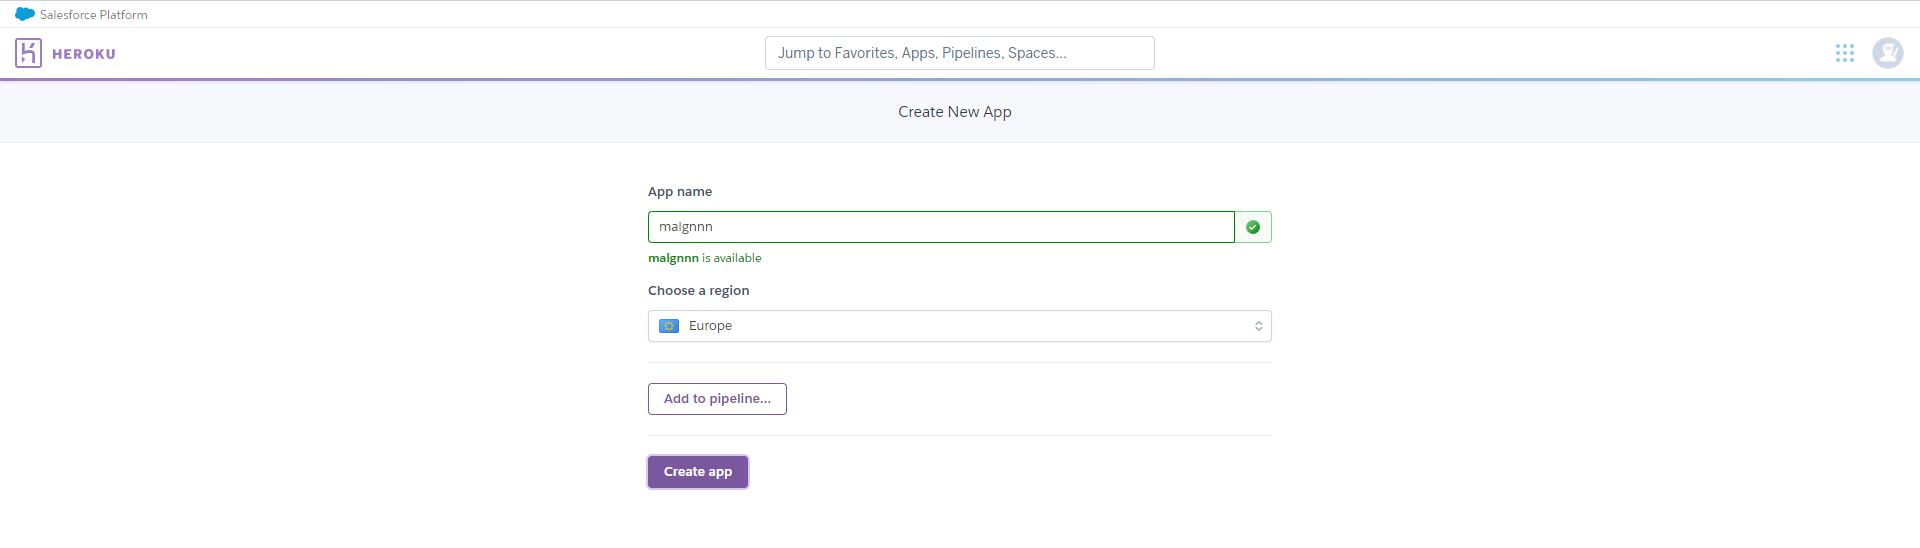 Salesforce Platform
HEROKU
Jump to Favorites, Apps, Pipelines, Spaces...
Create New App
App name
malgnnn
malgnnn is available
Choose a region
Europe
Add to pipeline...
Create app